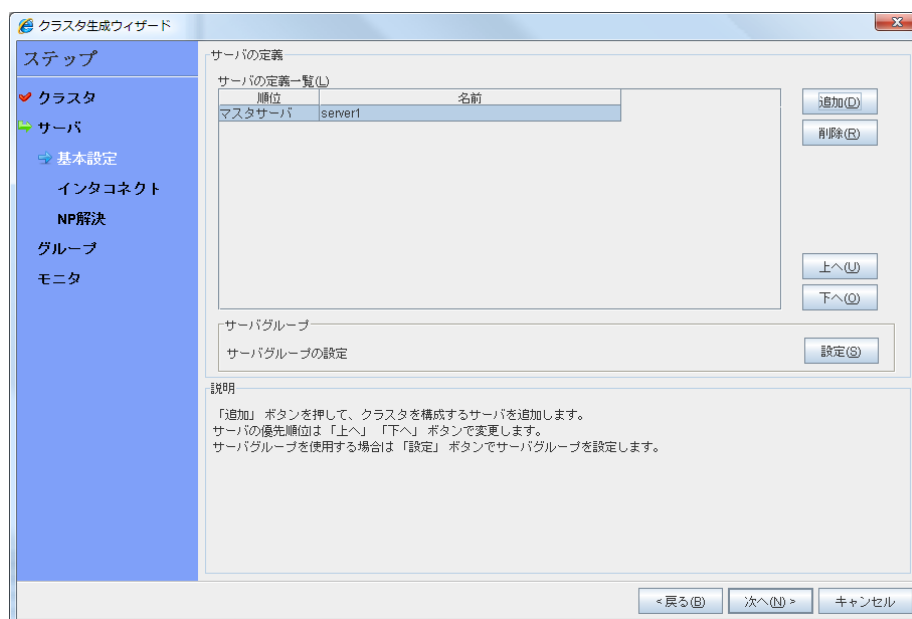 クラスタ生成ウィザード
ステップ
クラスタ
サーバ
基本設定
インタコネクト
NP解決
グループ
モニタ
サーバの定義
サーバの定義一覧(L)
順位 名前
マスタサーバ server1
追加(D)
削除(R)
上へ(U)
下へ(O)
サーバグループ
サーバグループの設定
設定(S)
説明
「追加」 ボタンを押して、クラスタを構成するサーバを追加します。
サーバの優先順位は「上へ」 「下へ」 ボタンで変更します。
サーバグループを使用する場合は「設定」 ボタンでサーバグループを設定します。
<戻る(B)
次へ(N)>
キャンセル